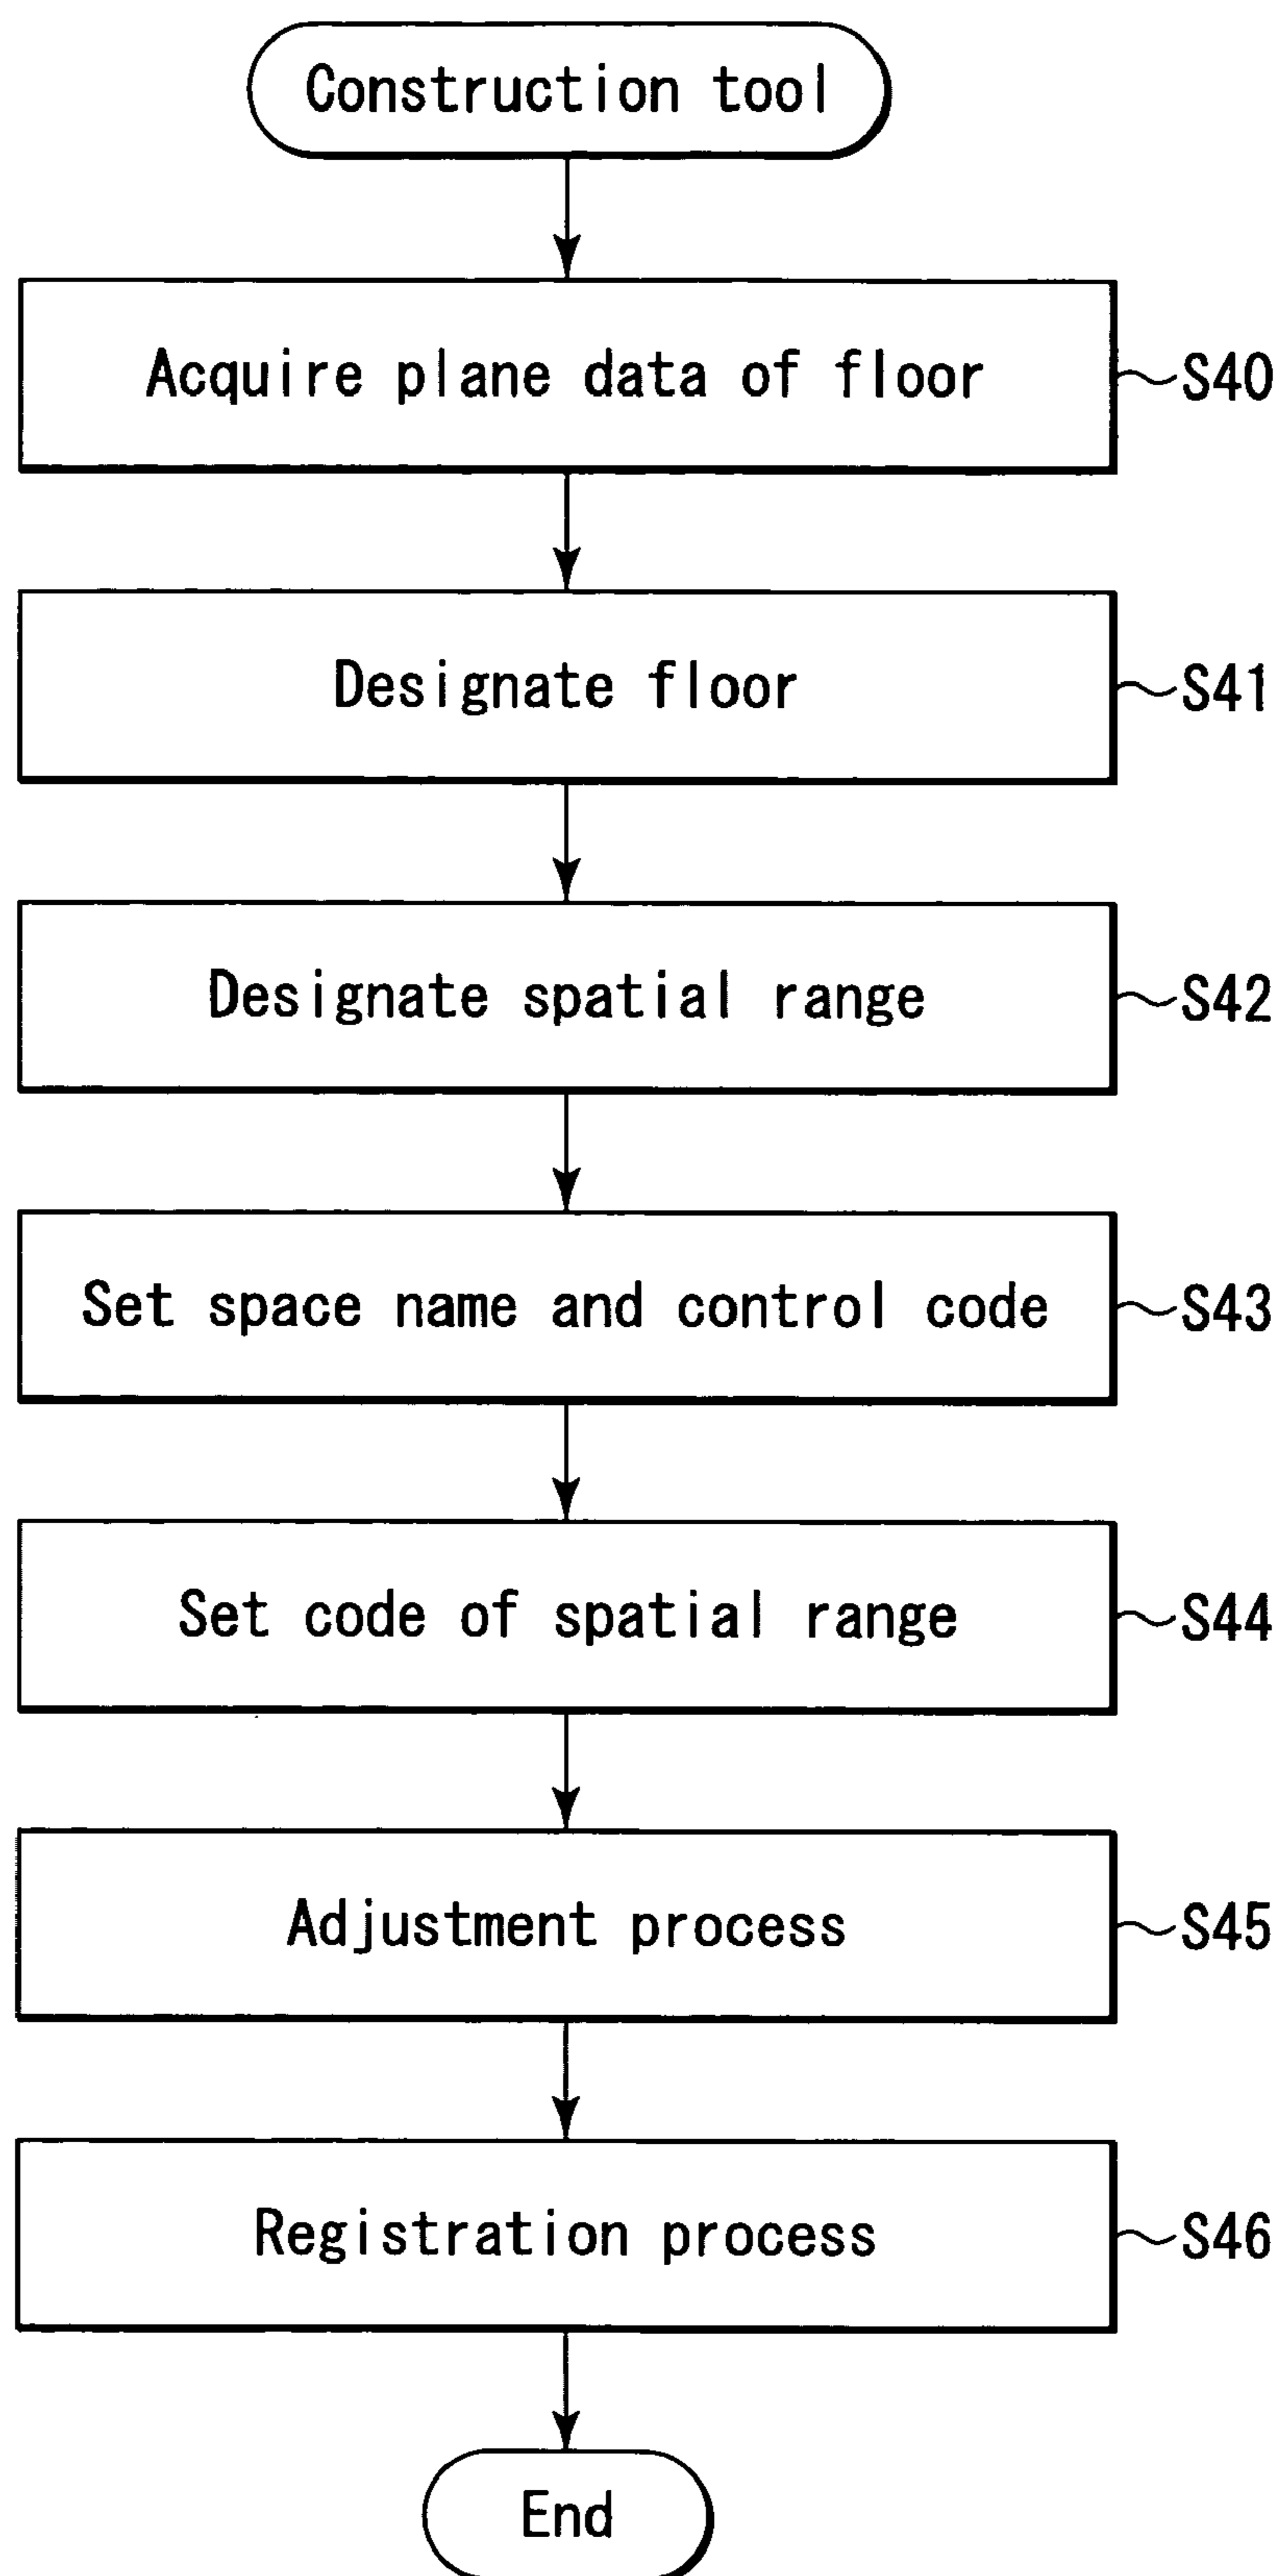 Construction tool
Acquire plane data of floor
S40
Designate floor
S41
Designate spatial range
S42
Set space name and control code
S43
Set code of spatial range
S44
Adjustment process
S45
Registration process
S46
End